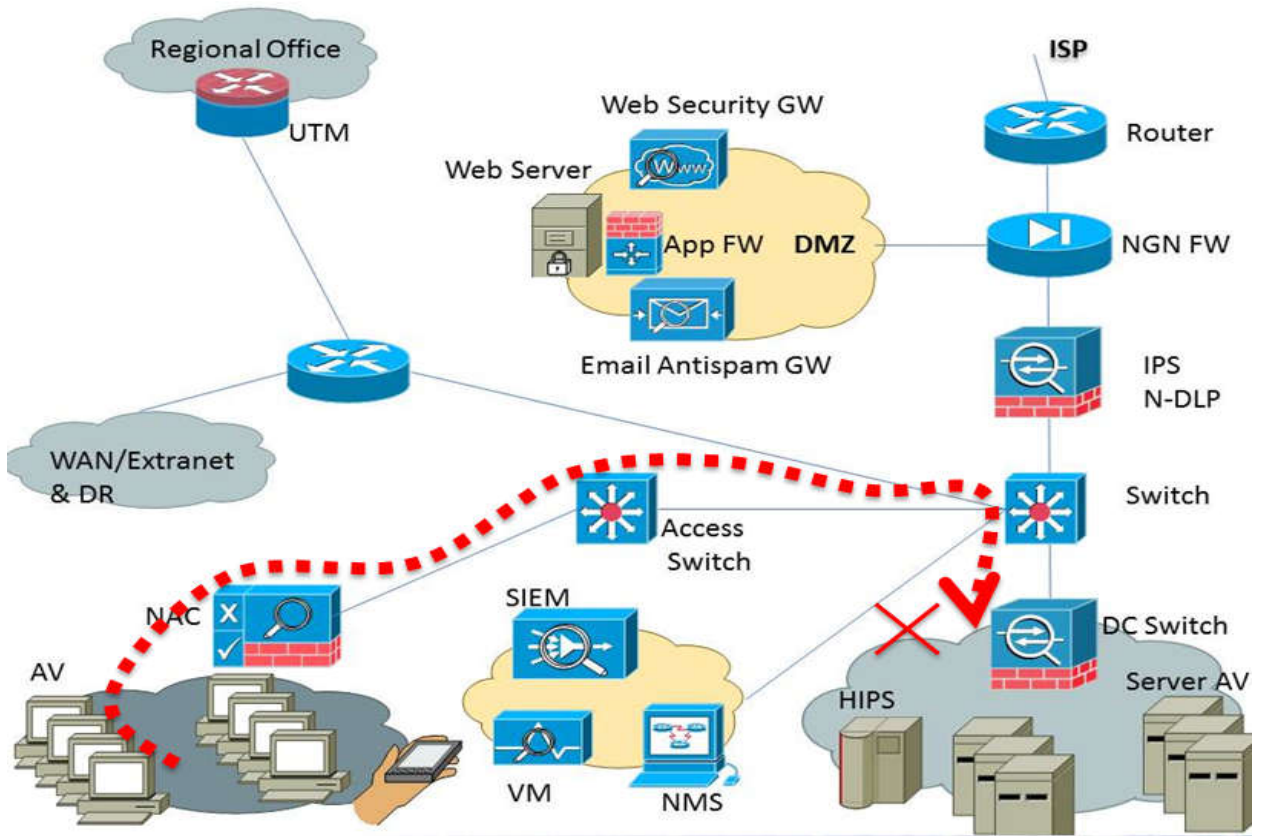 Regional Office
UTM
ISP
Web Security GW
Router
Web Server
www
App FW
DMZ
NGN FW
Email Antispam GW
IPS
N-DLP
WAN/Extranet
& DR
Switch
Access
Switch
NAC
X
SIEM
DC Switch
AV
HIPS
Server AV
VM
NMS